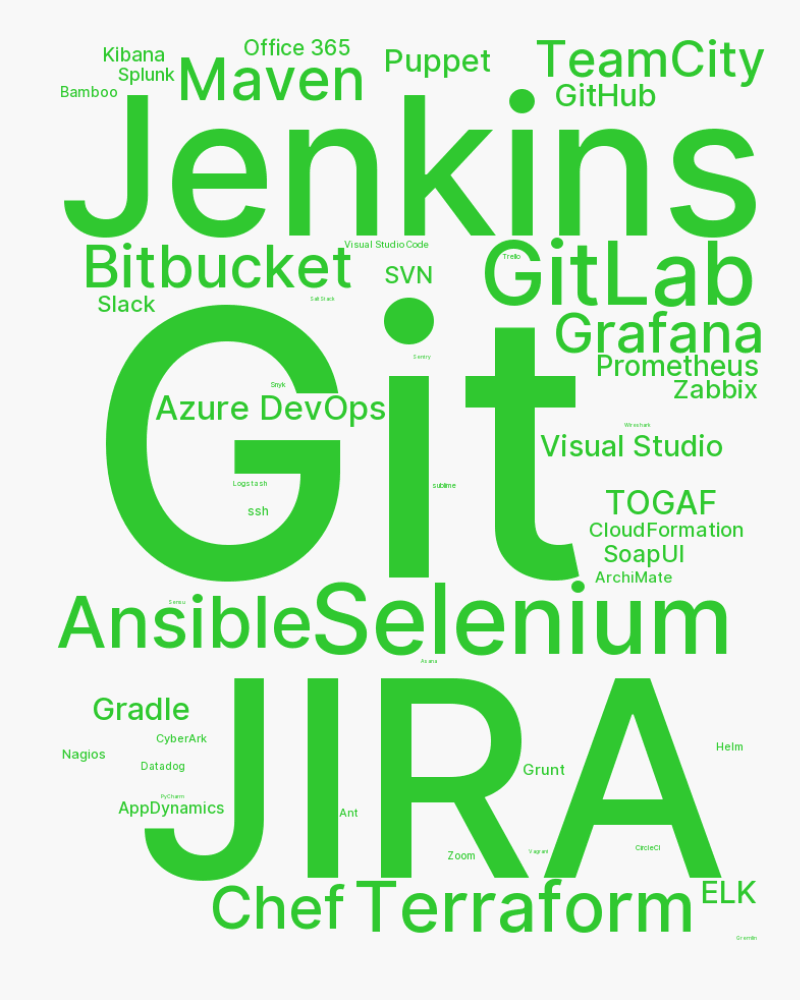 Office 365
Kibana
Splunk
Bamboo
Maven
Puppet
TeamCity
GitHub
Jenkins
Bitbucket
Visual Studio Code
SVN
Trello
GitLab
Slack
SaltStack
Git
Grafana
Sentry
Prometheus
Zabbix
Snyk
Azure DevOps
Wireshark
Visual Studio
Logstash
sublime
ssh
TOGAF
CloudFormation
SoapUI
ArchiMate
Ansible
Sensu
Selenium
Asana
JIRA
Gradle
CyberArk
Nagios
Datadog
Helm
Grunt
PyCharm
AppDynamics
Ant
Zoom
Vagrant
CircleCI
Chef
Terraform
ELK
Gremlin